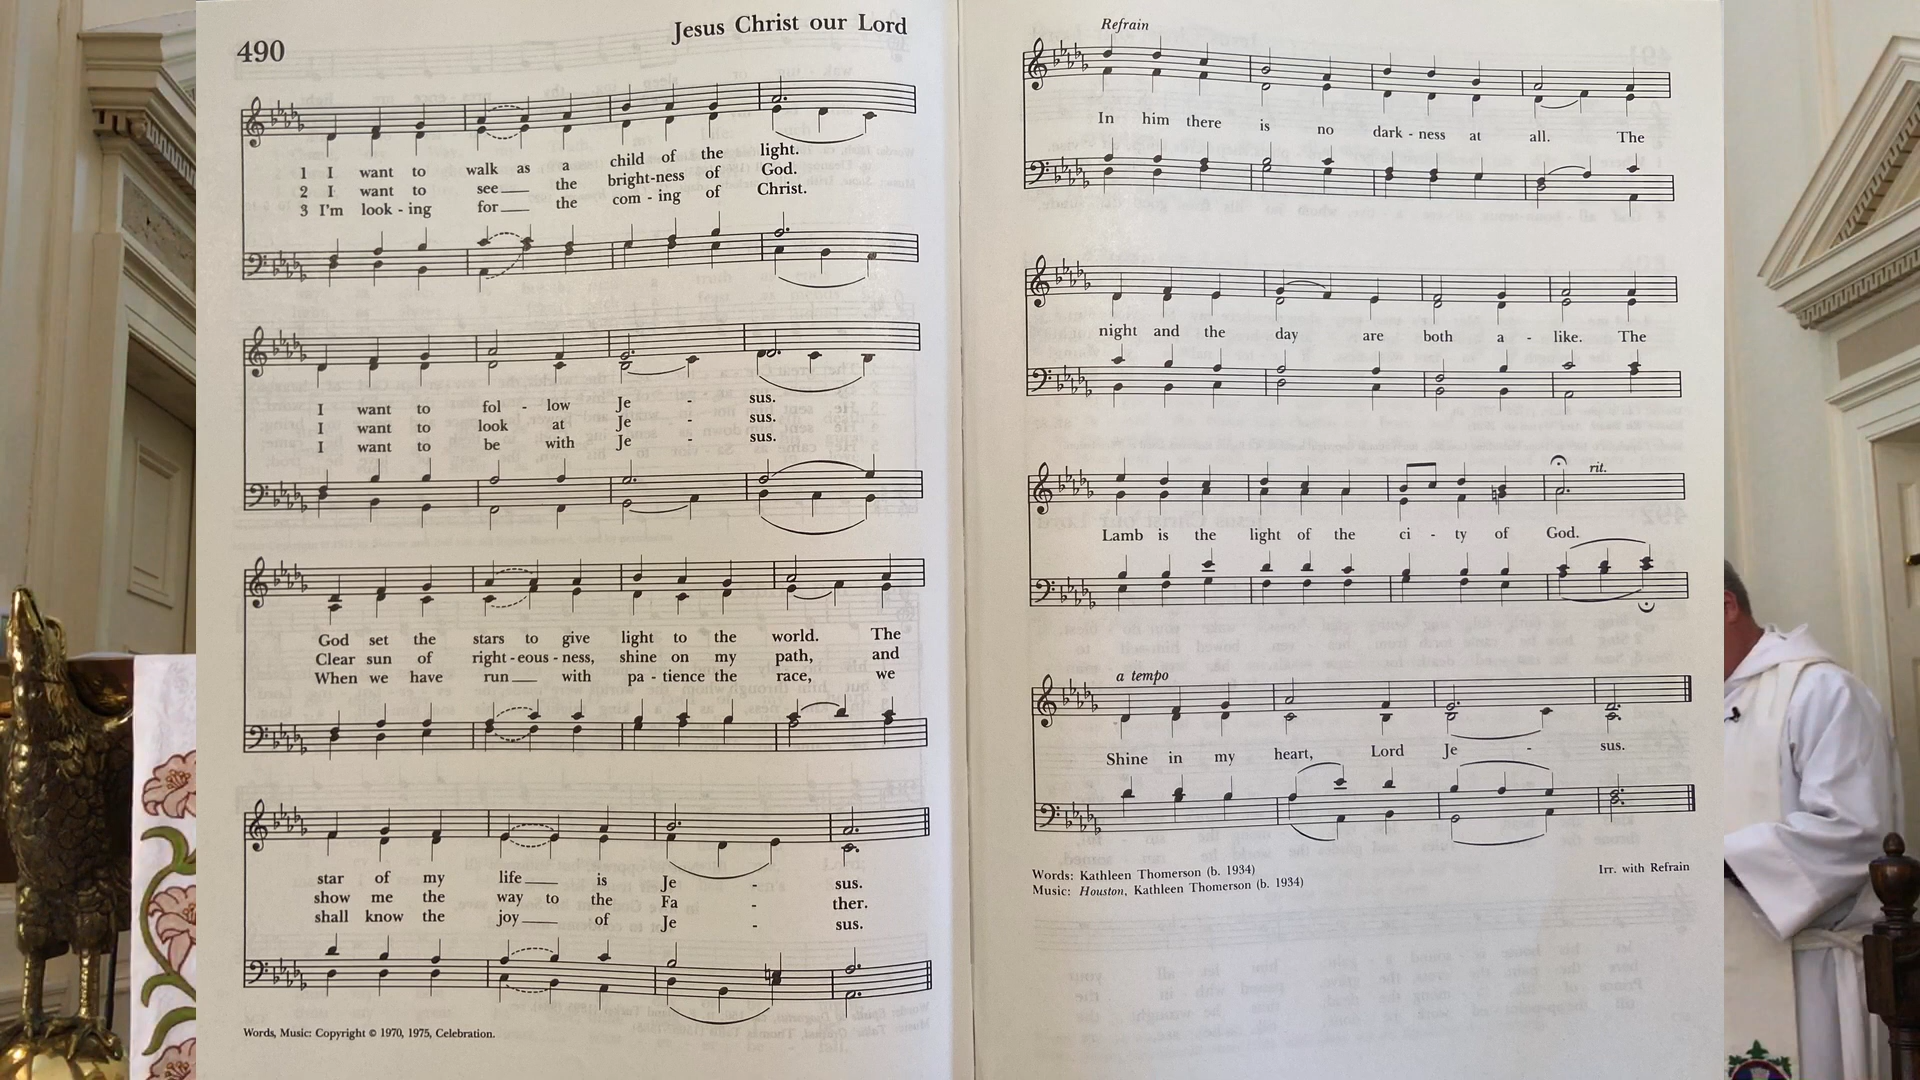 490
Jesus Christ our Lord
1 I want to walk as a child of the light.
2 I want to see the bright-ness of God.
3 I'm look - ing for the com - ing of Christ.
I want to fol - low Je - sus.
I want to look at Je - sus.
I want to be with Je - sus.
God set the stars to give light to the world. The
Clear sun of right - eous - ness, shine on my path, and
When we have run with pa - tience the race, we
star of my life is Je - sus.
show me the way to the Fa - ther.
shall know the joy of Je - sus.
Words, Music: Copyright © 1970, 1975, Celebration.
Refrain
In him there is no dark - ness at all. The
night and the day are both a - like. The
rit.
Lamb is the light of the ci - ty of God.
a tempo
Shine in my heart, Lord Je - sus.
Words: Kathleen Thomerson (b. 1934)
Music: Houston, Kathleen Thomerson (b. 1934)
Irr. with Refrain